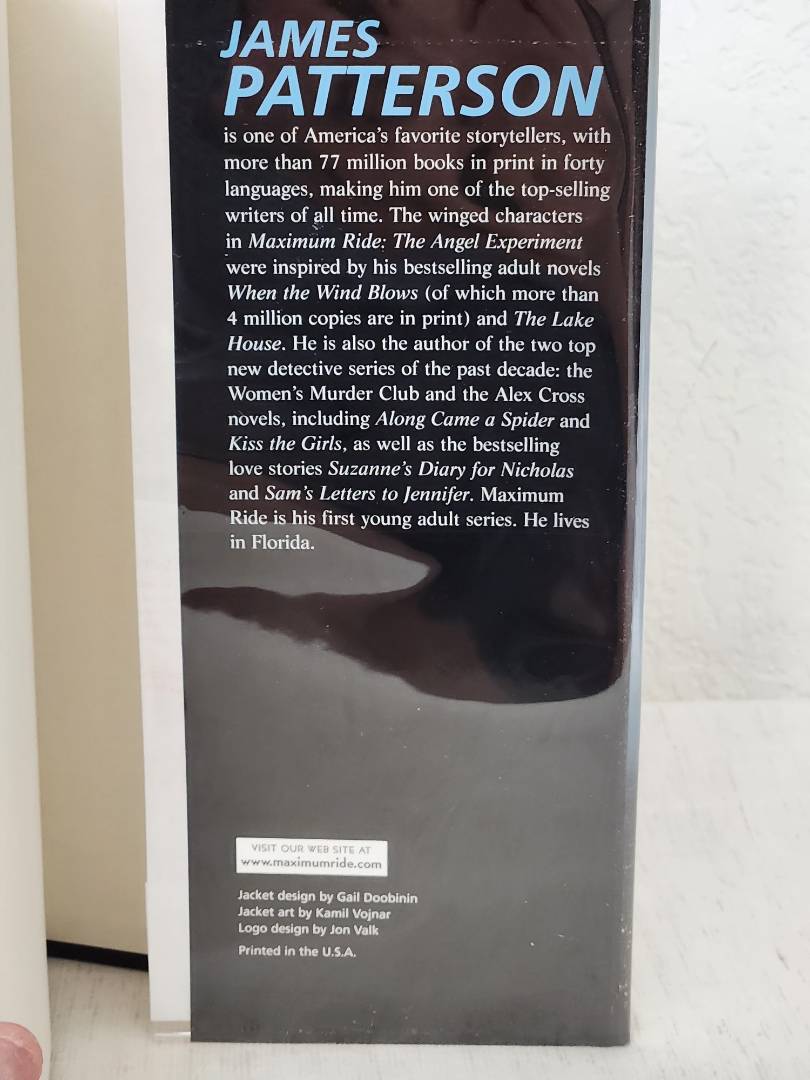 JAMES
PATTERSON
is one of America's favorite storytellers, with
more than 77 million books in print in forty
languages, making him one of the top-selling
writers of all time. The winged characters
in Maximum Ride: The Angel Experiment
were inspired by his bestselling adult novels
When the Wind Blows (of which more than
4 million copies are in print) and The Lake
House. He is also the author of the two top
new detective series of the past decade: the
Women's Murder Club and the Alex Cross
novels, including Along Came a Spider and
Kiss the Girls, as well as the bestselling
love stories Suzanne's Diary for Nicholas
and Sam's Letters to Jennifer. Maximum
Ride is his first young adult series. He lives
in Florida.
VISIT OUR WEB SITE AT
www.maximumride.com
Jacket design by Gail Doobinin
Jacket art by Kamil Vojnar
Logo design by Jon Valk
Printed in the U.S.A.